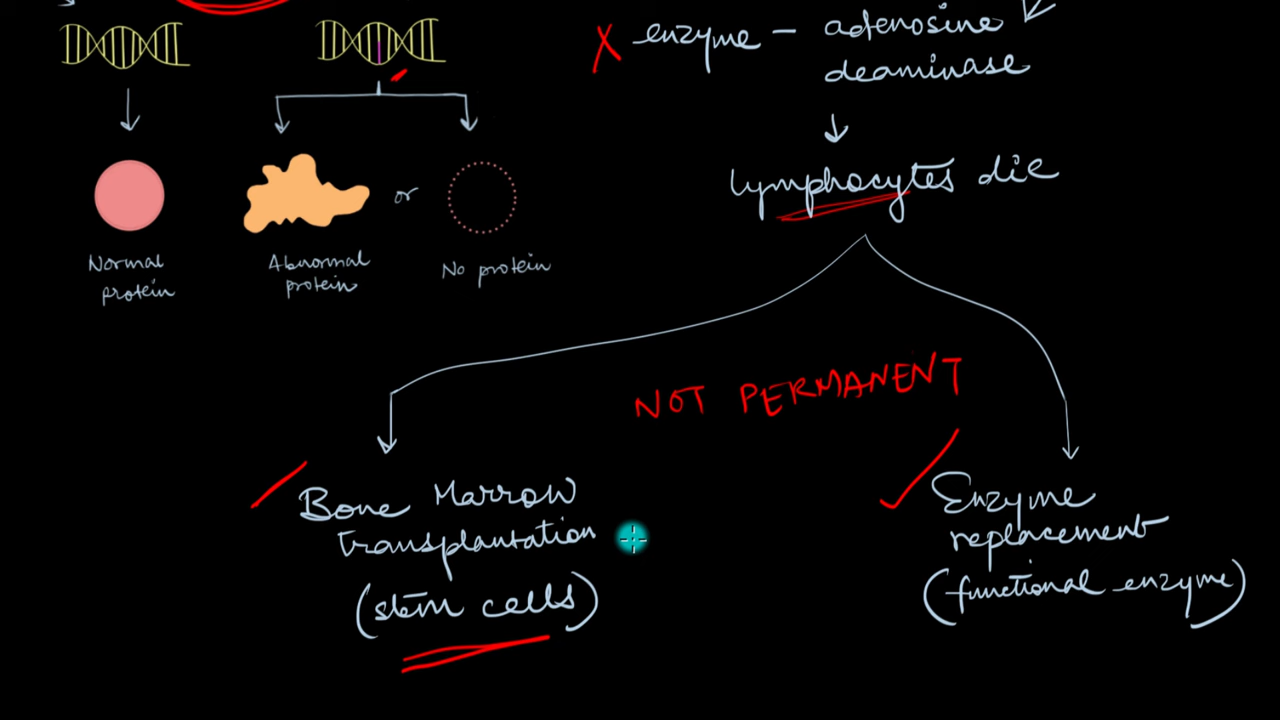 X enzyme - adenosine
deaminase
lymphocytes die
or
Normal
protein
Abnormal
protein
No protein
NOT PERMANENT
Bone Marrow
transplantation
(stem cells)
Enzyme
replacement
(functional enzyme)